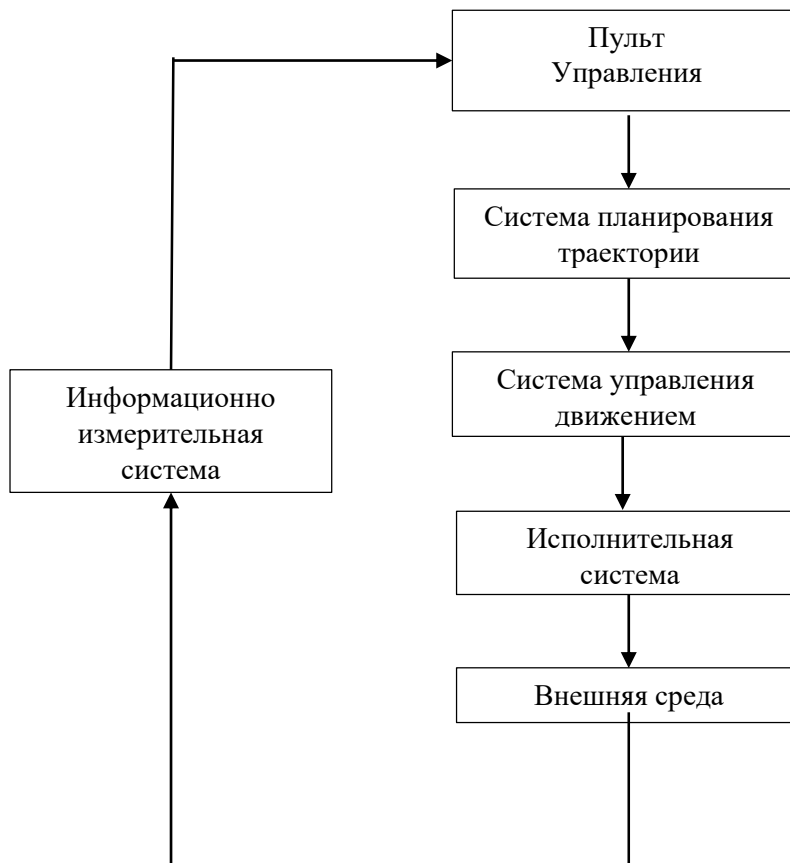 Пульт
Управления
Система планирования
траектории
Система управления
движением
Информационно
измерительная
система
Исполнительная
система
Внешняя среда